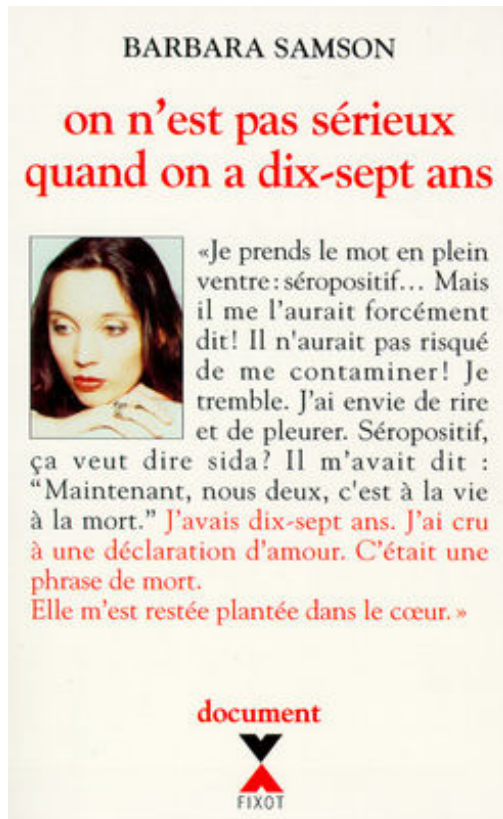 BARBARA SAMSON
on n'est pas sérieux
quand on a dix-sept ans
«Je prends le mot en plein
ventre : séropositif… Mais
il me l'aurait forcément
dit ! Il n'aurait pas risqué
de me contaminer ! Je
tremble. J'ai envie de rire
et de pleurer. Séropositif,
ça veut dire sida ? Il m'avait dit :
“Maintenant, nous deux, c'est à la vie
à la mort.” J'avais dix-sept ans. J'ai cru
à une déclaration d'amour. C'était une
phrase de mort.
Elle m'est restée plantée dans le cœur. »
document
FIXOT